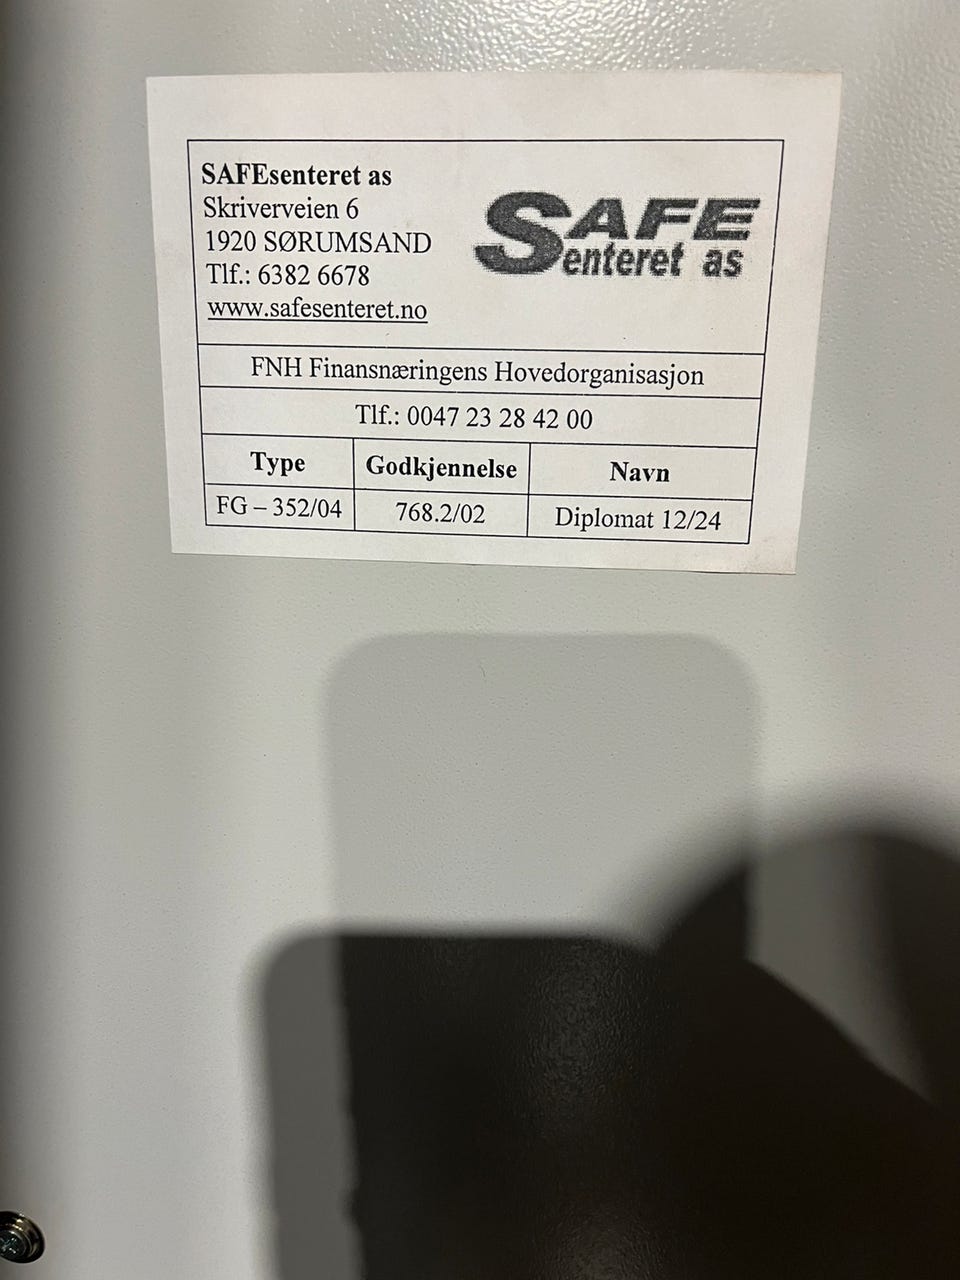 SAFEsenteret as
Skriverveien 6
1920 SØRUMSAND
Tlf.: 6382 6678
www.safesenteret.no
SAFE
Senteret as
FNH Finansnæringens Hovedorganisasjon
Tlf.: 0047 23 28 42 00
Type Godkjennelse Navn
FG – 352/04 768.2/02 Diplomat 12/24